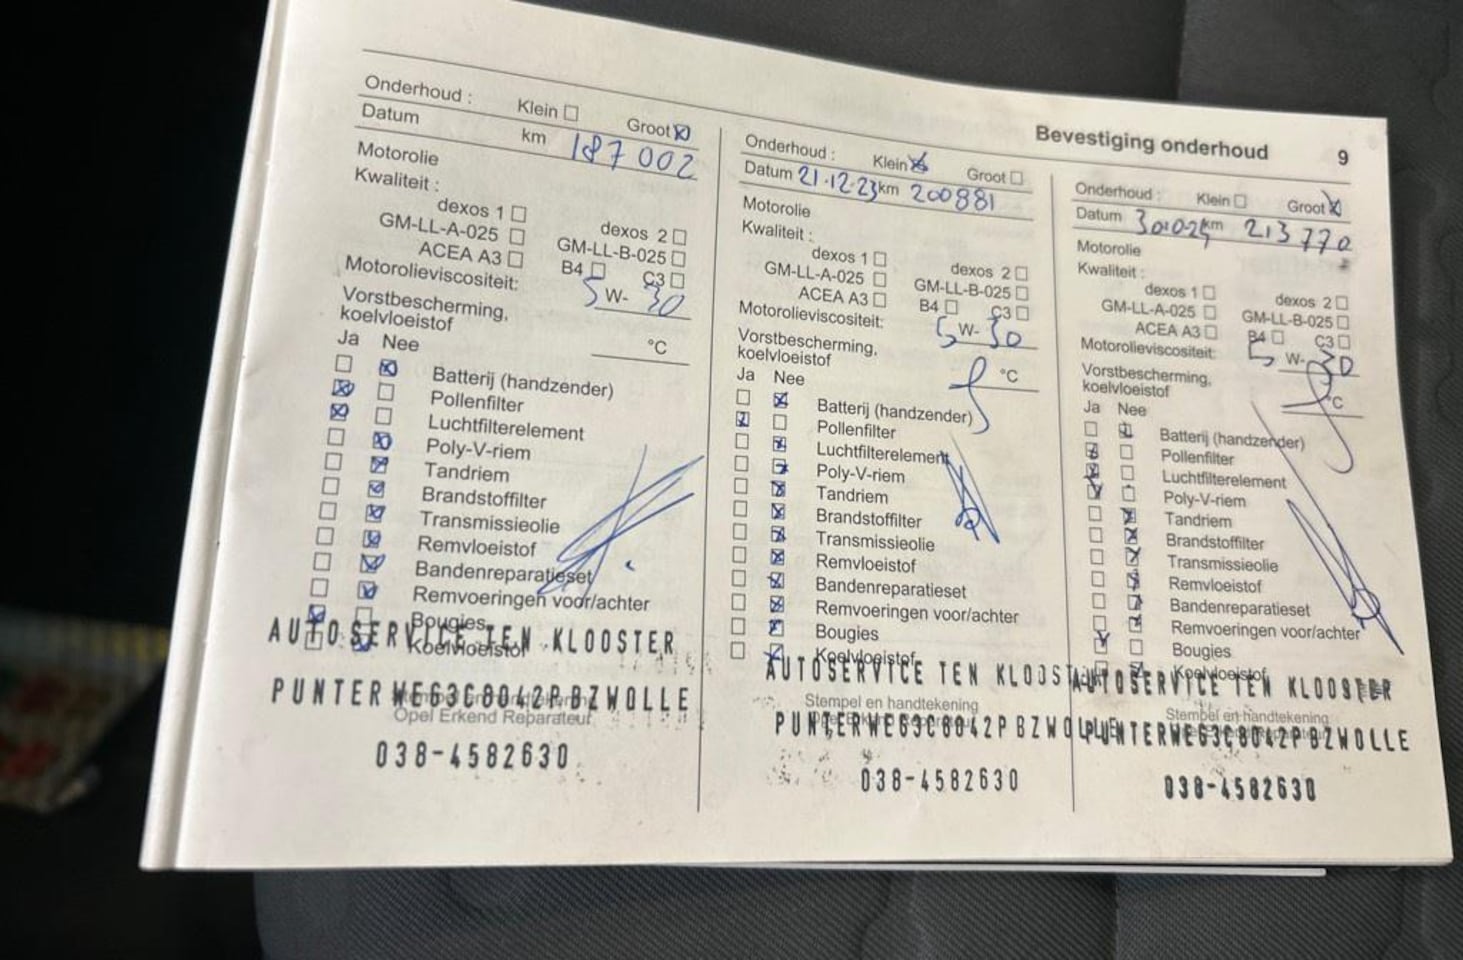 Bevestiging onderhoud 9
Onderhoud : Klein Groot
Datum km 187 002
Motorolie
Kwaliteit :
dexos 1 dexos 2
GM-LL-A-025 GM-LL-B-025
ACEA A3 B4 C3
Motorolieviscositeit: 5 W- 30
Vorstbescherming,
koelvloeistof °C
Ja Nee
Batterij (handzender)
Pollenfilter
Luchtfilterelement
Poly-V-riem
Tandriem
Brandstoffilter
Transmissieolie
Remvloeistof
Bandenreparatieset
Remvoeringen voor/achter
Bougies
Koelvloeistof
AUTOSERVICE TEN KLOOSTER
PUNTERWEG3C8042PBZWOLLE
Opel Erkend Reparateur
038-4582630
Onderhoud : Klein Groot
Datum 21-12-23 km 200881
Motorolie
Kwaliteit :
dexos 1 dexos 2
GM-LL-A-025 GM-LL-B-025
ACEA A3 B4 C3
Motorolieviscositeit: 5 W- 30
Vorstbescherming,
koelvloeistof °C
Ja Nee
Batterij (handzender)
Pollenfilter
Luchtfilterelement
Poly-V-riem
Tandriem
Brandstoffilter
Transmissieolie
Remvloeistof
Bandenreparatieset
Remvoeringen voor/achter
Bougies
Koelvloeistof
AUTOSERVICE TEN KLOOST
Stempel en handtekening
PUNTERWEG3C8042PBZWOLLE
038-4582630
Onderhoud : Klein Groot
Datum km 213770
Motorolie
Kwaliteit :
dexos 1 dexos 2
GM-LL-A-025 GM-LL-B-025
ACEA A3 B4 C3
Motorolieviscositeit: 5 W- 30
Vorstbescherming,
koelvloeistof °C
Ja Nee
Batterij (handzender)
Pollenfilter
Luchtfilterelement
Poly-V-riem
Tandriem
Brandstoffilter
Transmissieolie
Remvloeistof
Bandenreparatieset
Remvoeringen voor/achter
Bougies
Koelvloeistof
AUTOSERVICE TEN KLOOSTER
Stempel en handtekening
PUNTERWEG3C8042PBZWOLLE
038-4582630